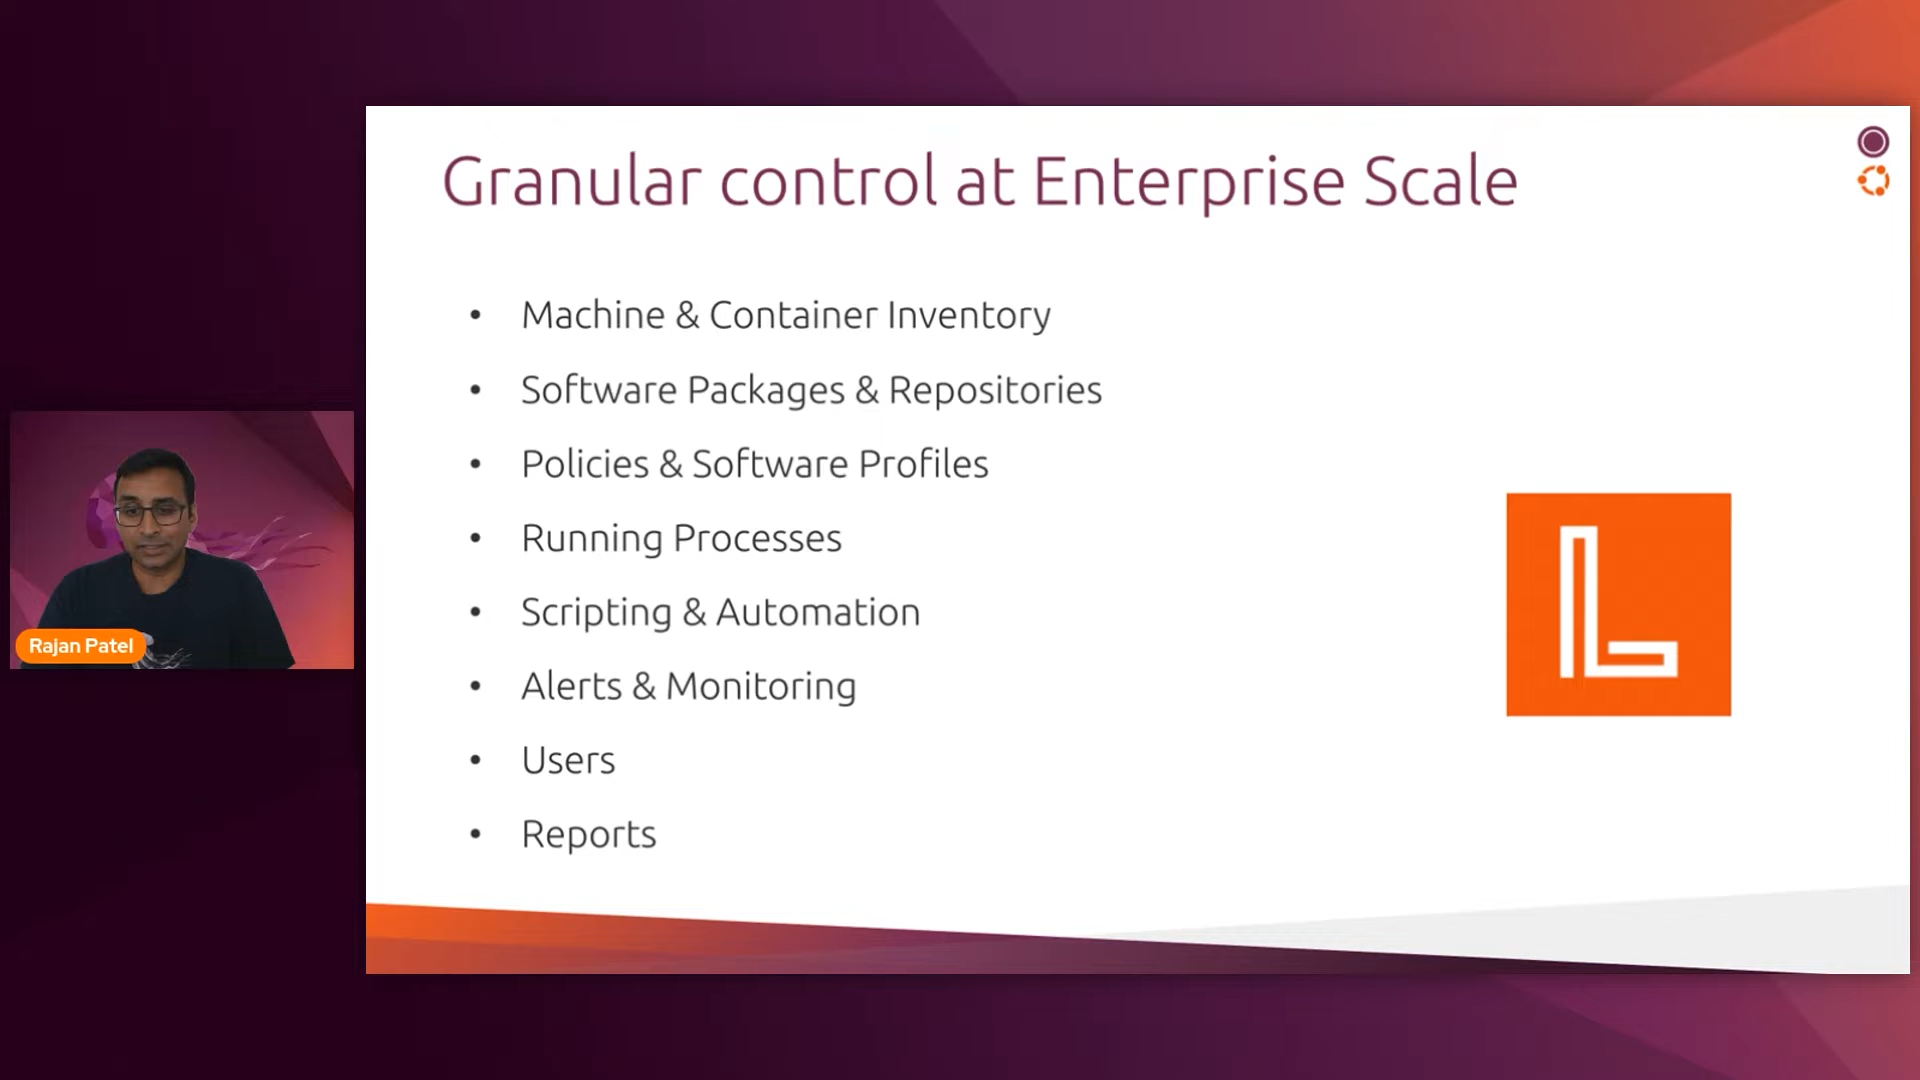 Granular control at Enterprise Scale
• Machine & Container Inventory
• Software Packages & Repositories
• Policies & Software Profiles
• Running Processes
• Scripting & Automation
• Alerts & Monitoring
• Users
• Reports
Rajan Patel